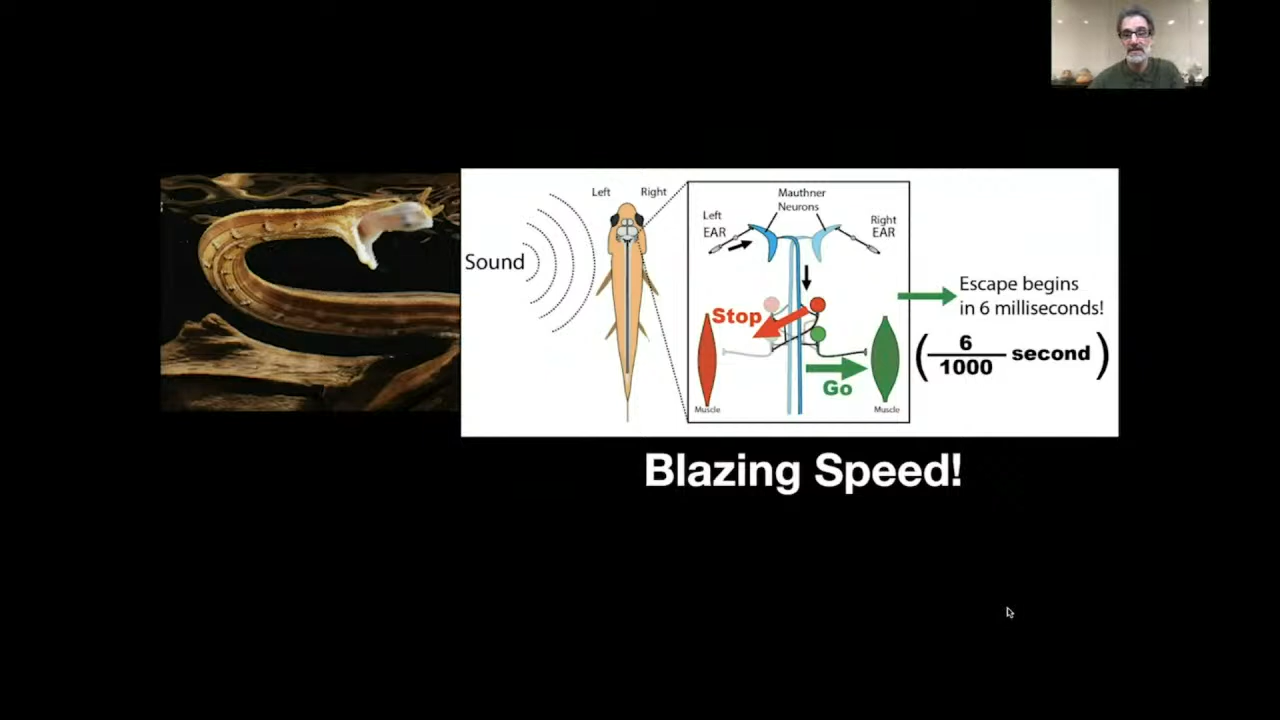 Left Right
Sound
Mauthner
Neurons
Left
EAR
Right
EAR
Stop
Go
Muscle
Muscle
Escape begins
in 6 milliseconds!
( 6
1000 second )
Blazing Speed!